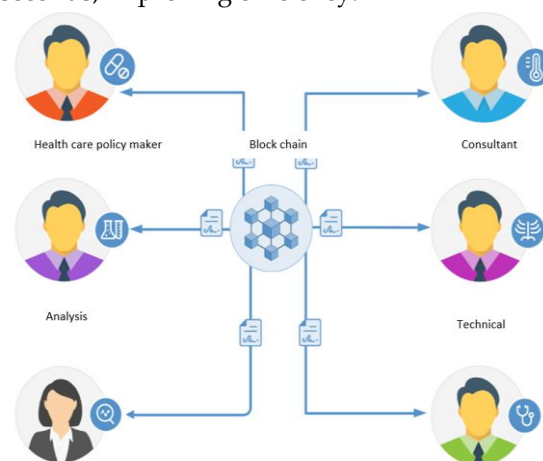 Health care policy maker
Block chain
Consultant
Analysis
Technical